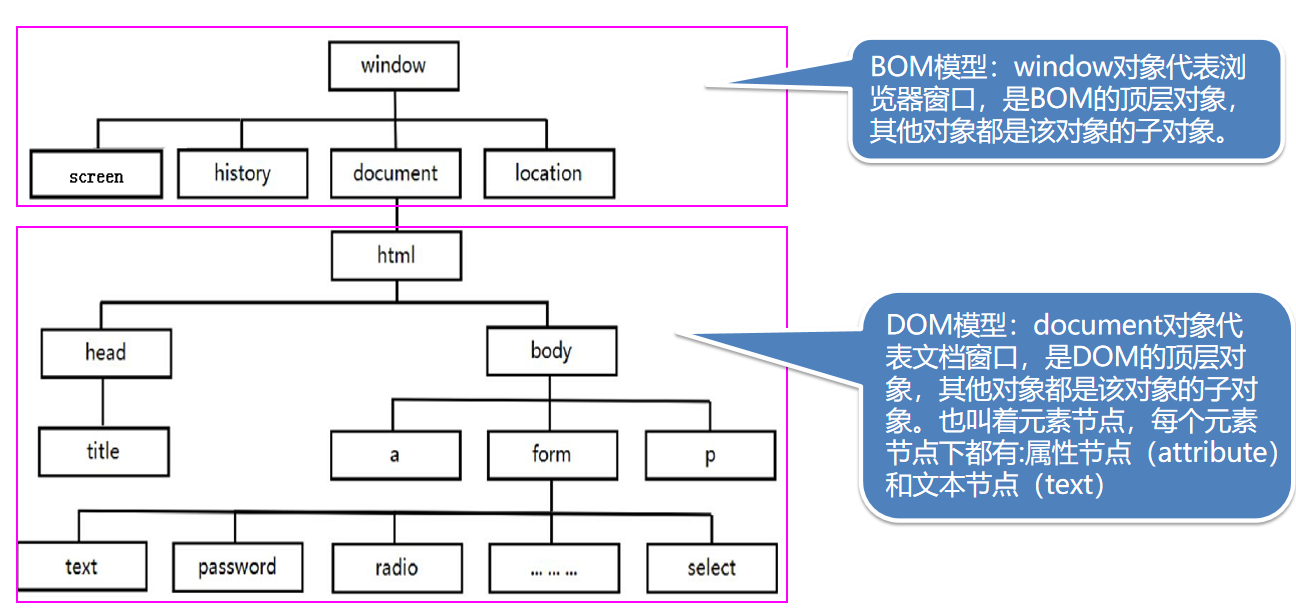 window
BOM模型：window对象代表浏
览器窗口，是BOM的顶层对象，
其他对象都是该对象的子对象。
screen
history
document
location
html
head
body
DOM模型：document对象代
表文档窗口，是DOM的顶层对
象，其他对象都是该对象的子对
象。也叫着元素节点，每个元素
节点下都有:属性节点（attribute）
和文本节点（text）
title
a
form
p
text
password
radio
... ... ...
select